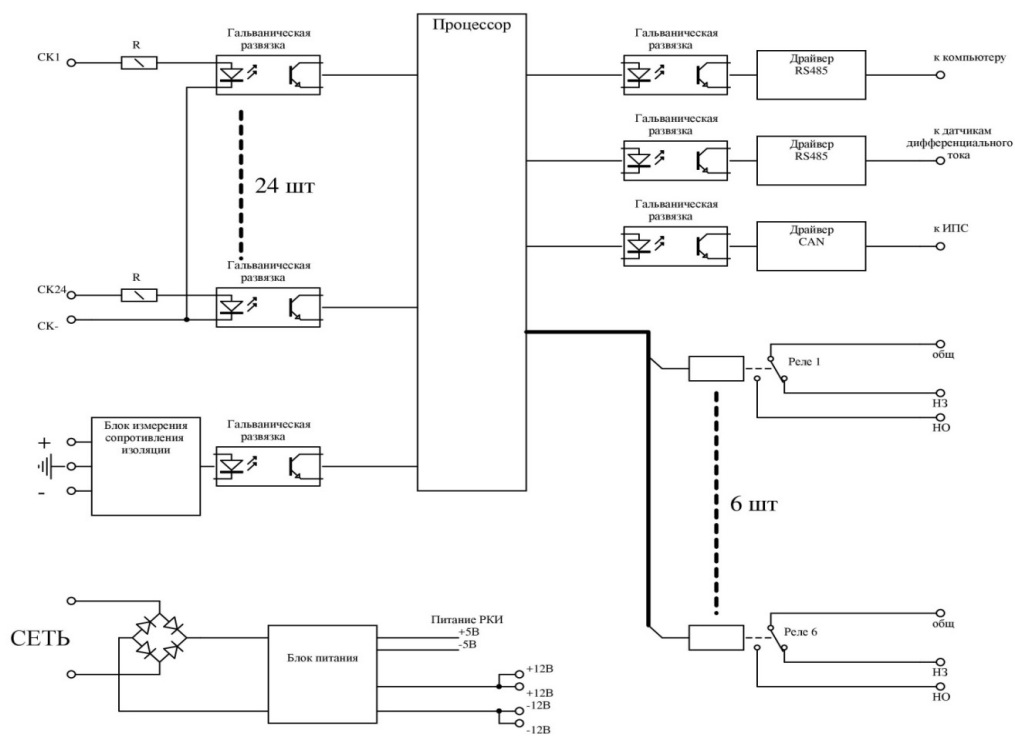 Процессор
СК1
R
Гальваническая
развязка
24 шт
СК24
R
Гальваническая
развязка
СК-
Блок измерения
сопротивления
изоляции
+
-
Гальваническая
развязка
Гальваническая
развязка
Драйвер
RS485
к компьютеру
Гальваническая
развязка
Драйвер
RS485
к датчикам
дифференциального
тока
Гальваническая
развязка
Драйвер
CAN
к ИПС
Реле 1
общ
НЗ
НО
6 шт
Реле 6
общ
НЗ
НО
СЕТЬ
Блок питания
Питание РКИ
+5В
-5В
+12В
+12В
-12В
-12В